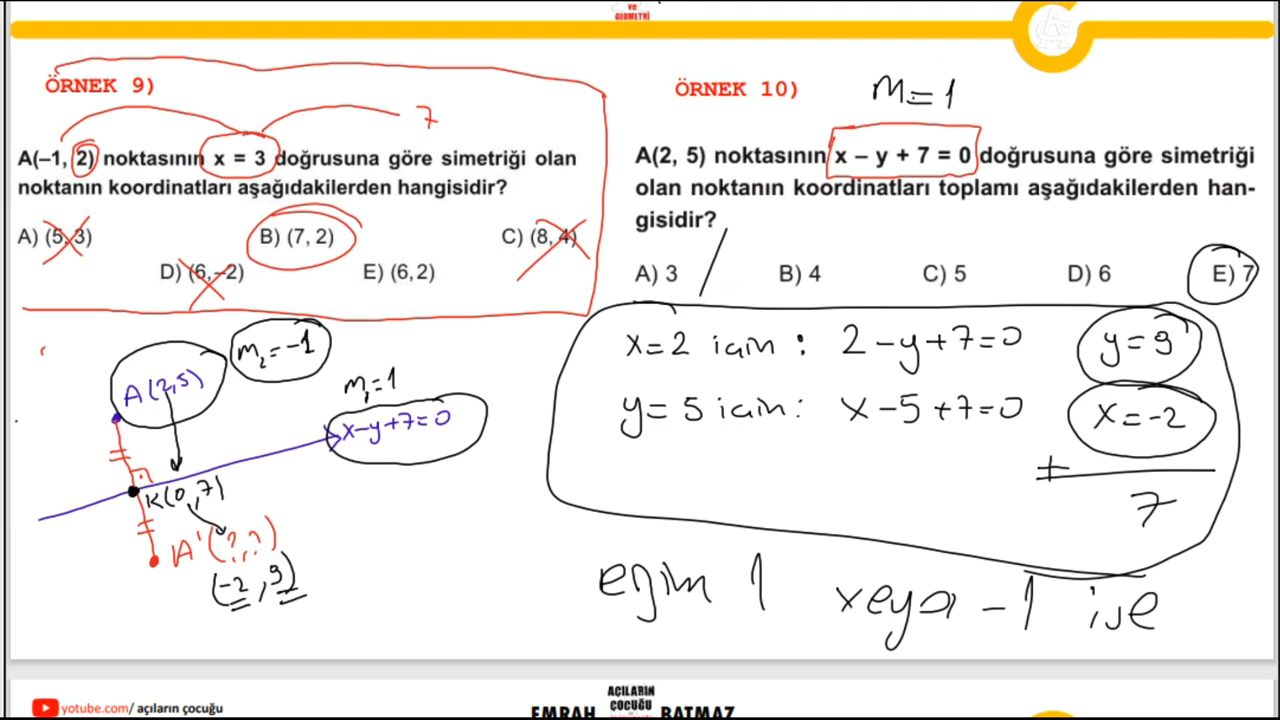 ve
GEOMETRİ
ÖRNEK 9)
7
A(–1, 2) noktasının x = 3 doğrusuna göre simetriği olan
noktanın koordinatları aşağıdakilerden hangisidir?
A) (5, 3)
B) (7, 2)
C) (8, 4)
D) (6, –2)
E) (6, 2)
m₂=-1
A(2,5)
m₁=1
x-y+7=0
K(0,7)
A'(?,?)
(-2,9)
ÖRNEK 10)
m=1
A(2, 5) noktasının x – y + 7 = 0 doğrusuna göre simetriği
olan noktanın koordinatları toplamı aşağıdakilerden han-
gisidir?
A) 3
B) 4
C) 5
D) 6
E) 7
x=2 için : 2-y+7=0 y=9
y=5 için: x-5+7=0 x=-2
+
7
eğim 1 veya -1 ise
yotube.com/ açıların çocuğu
AÇILARIN
ÇOCUĞU
EMRAH BATMAZ